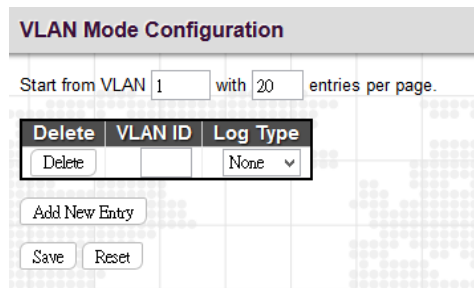 VLAN Mode Configuration
Start from VLAN 1 with 20 entries per page.
Delete VLAN ID Log Type
Delete None
Add New Entry
Save Reset